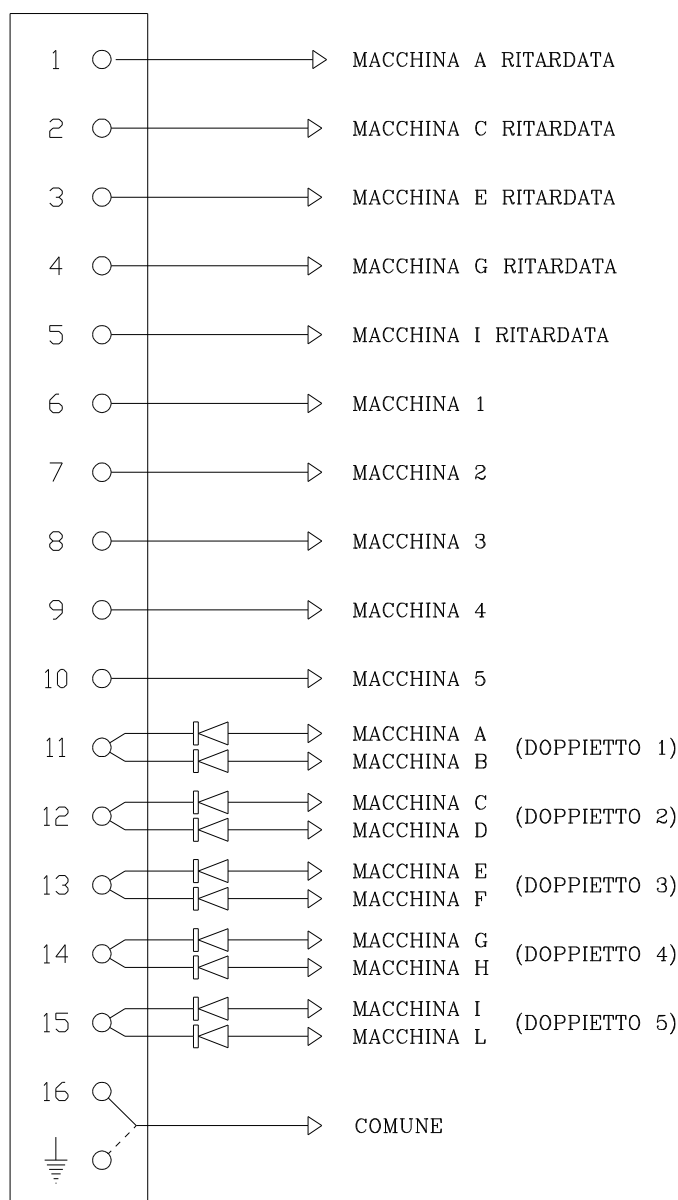 1 MACCHINA A RITARDATA
2 MACCHINA C RITARDATA
3 MACCHINA E RITARDATA
4 MACCHINA G RITARDATA
5 MACCHINA I RITARDATA
6 MACCHINA 1
7 MACCHINA 2
8 MACCHINA 3
9 MACCHINA 4
10 MACCHINA 5
MACCHINA A
11 (DOPPIETTO 1)
MACCHINA B
MACCHINA C
12 (DOPPIETTO 2)
MACCHINA D
MACCHINA E
13 (DOPPIETTO 3)
MACCHINA F
MACCHINA G
14 (DOPPIETTO 4)
MACCHINA H
MACCHINA I
15 (DOPPIETTO 5)
MACCHINA L
16
COMUNE